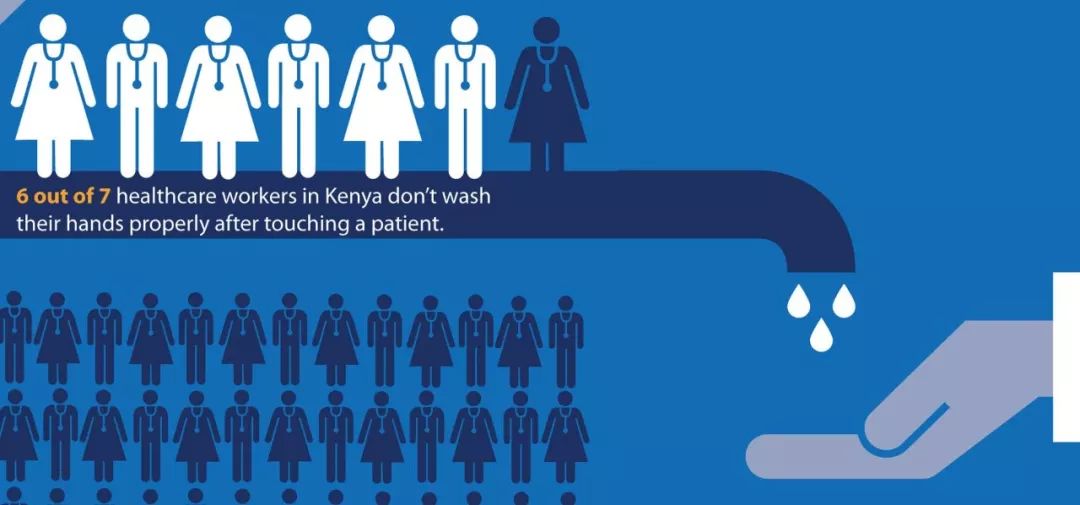 6 out of 7 healthcare workers in Kenya don’t wash
their hands properly after touching a patient.